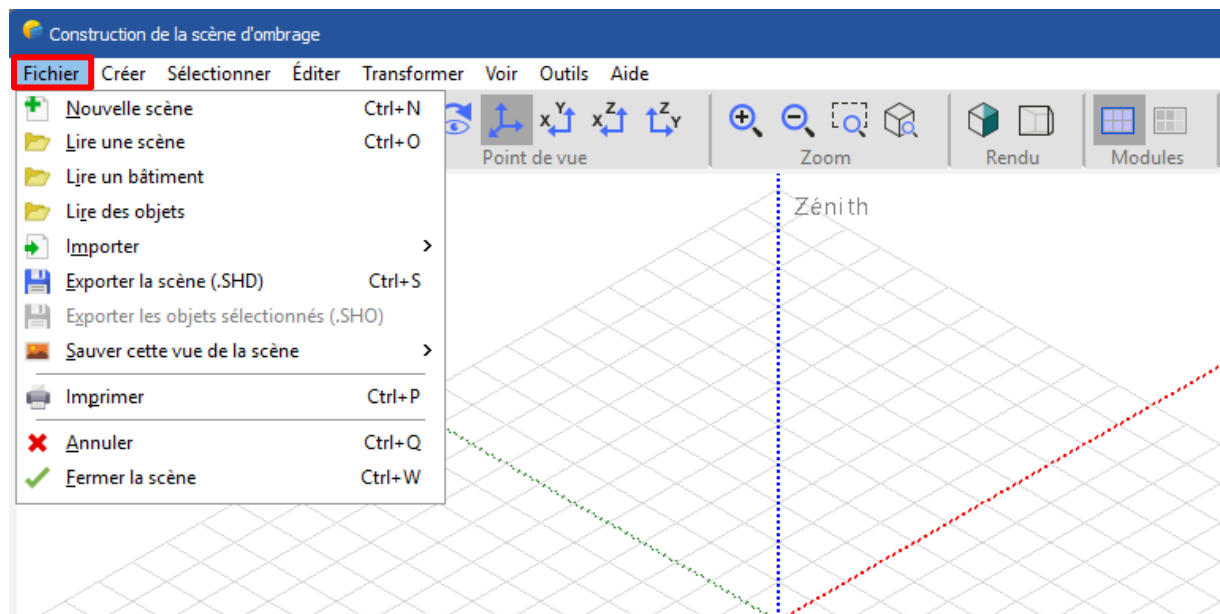 Construction de la scène d'ombrage
Fichier Créer Sélectionner Éditer Transformer Voir Outils Aide
Nouvelle scène Ctrl+N
Lire une scène Ctrl+O
Lire un bâtiment
Lire des objets
Importer
Exporter la scène (.SHD) Ctrl+S
Exporter les objets sélectionnés (.SHO)
Sauver cette vue de la scène
Imprimer Ctrl+P
Annuler Ctrl+Q
Fermer la scène Ctrl+W
X Y X Z Z Y
Point de vue Zoom Rendu Modules
Zénith